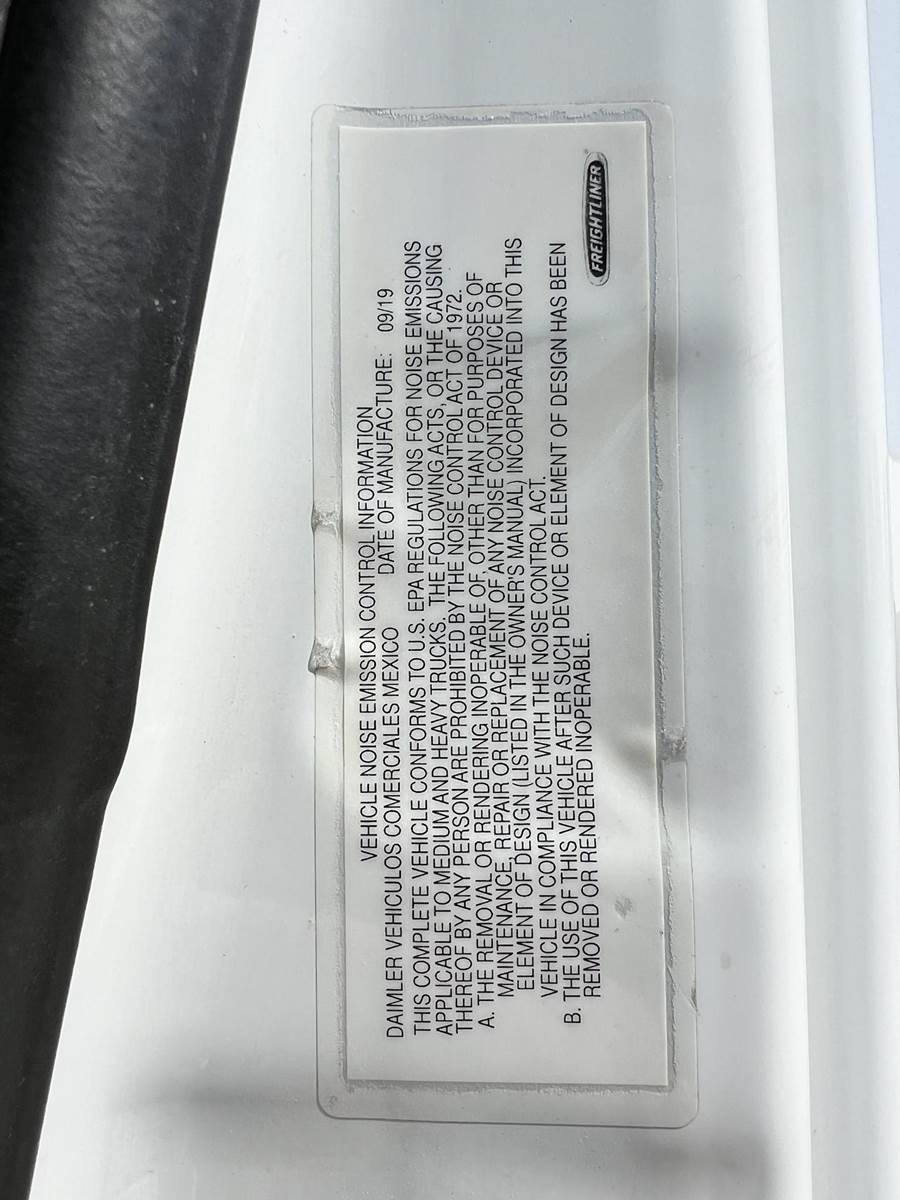 VEHICLE NOISE EMISSION CONTROL INFORMATION
DAIMLER VEHICULOS COMERCIALES MEXICO DATE OF MANUFACTURE: 09/19
THIS COMPLETE VEHICLE CONFORMS TO U.S. EPA REGULATIONS FOR NOISE EMISSIONS
APPLICABLE TO MEDIUM AND HEAVY TRUCKS. THE FOLLOWING ACTS, OR THE CAUSING
THEREOF BY ANY PERSON ARE PROHIBITED BY THE NOISE CONTROL ACT OF 1972.
A. THE REMOVAL OR RENDERING INOPERABLE OF, OTHER THAN FOR PURPOSES OF
MAINTENANCE, REPAIR OR REPLACEMENT OF ANY NOISE CONTROL DEVICE OR
ELEMENT OF DESIGN (LISTED IN THE OWNER'S MANUAL) INCORPORATED INTO THIS
VEHICLE IN COMPLIANCE WITH THE NOISE CONTROL ACT.
B. THE USE OF THIS VEHICLE AFTER SUCH DEVICE OR ELEMENT OF DESIGN HAS BEEN
REMOVED OR RENDERED INOPERABLE.
FREIGHTLINER